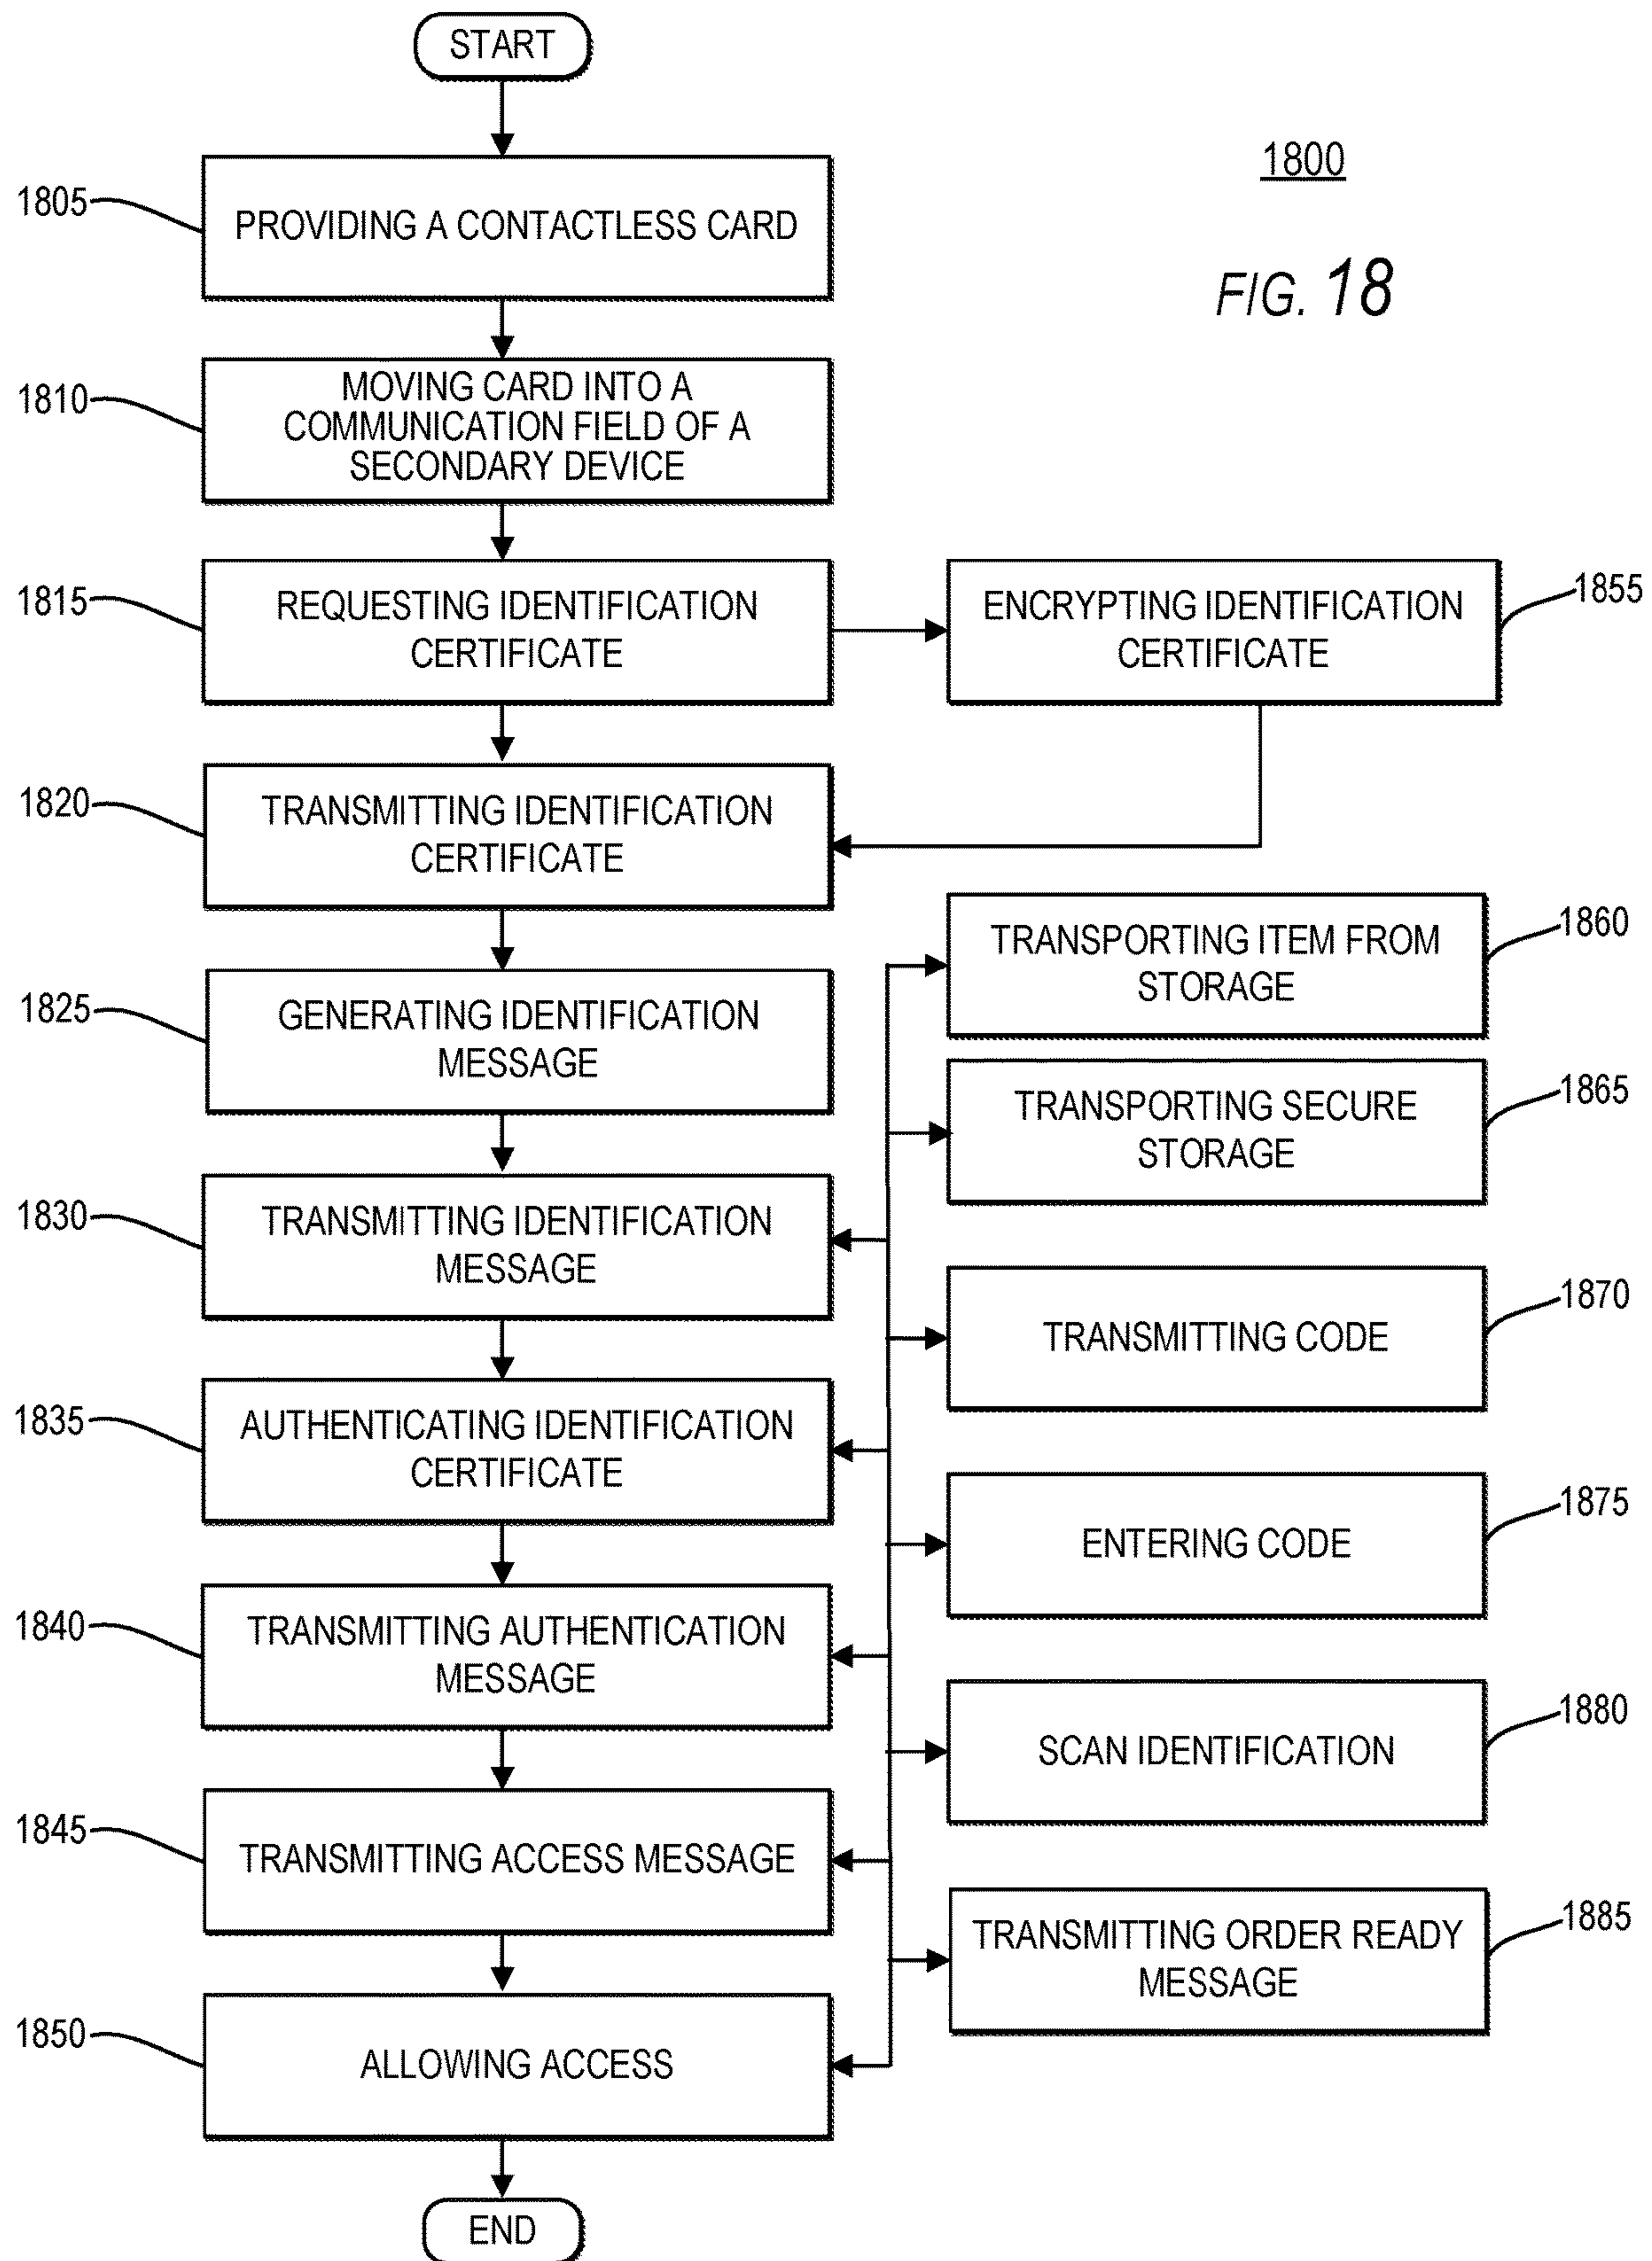 START
1800
FIG. 18
1805
PROVIDING A CONTACTLESS CARD
1810
MOVING CARD INTO A
COMMUNICATION FIELD OF A
SECONDARY DEVICE
1815
REQUESTING IDENTIFICATION
CERTIFICATE
ENCRYPTING IDENTIFICATION
CERTIFICATE
1855
1820
TRANSMITTING IDENTIFICATION
CERTIFICATE
1825
GENERATING IDENTIFICATION
MESSAGE
1830
TRANSMITTING IDENTIFICATION
MESSAGE
1835
AUTHENTICATING IDENTIFICATION
CERTIFICATE
1840
TRANSMITTING AUTHENTICATION
MESSAGE
1845
TRANSMITTING ACCESS MESSAGE
1850
ALLOWING ACCESS
END
TRANSPORTING ITEM FROM
STORAGE
1860
TRANSPORTING SECURE
STORAGE
1865
TRANSMITTING CODE
1870
ENTERING CODE
1875
SCAN IDENTIFICATION
1880
TRANSMITTING ORDER READY
MESSAGE
1885